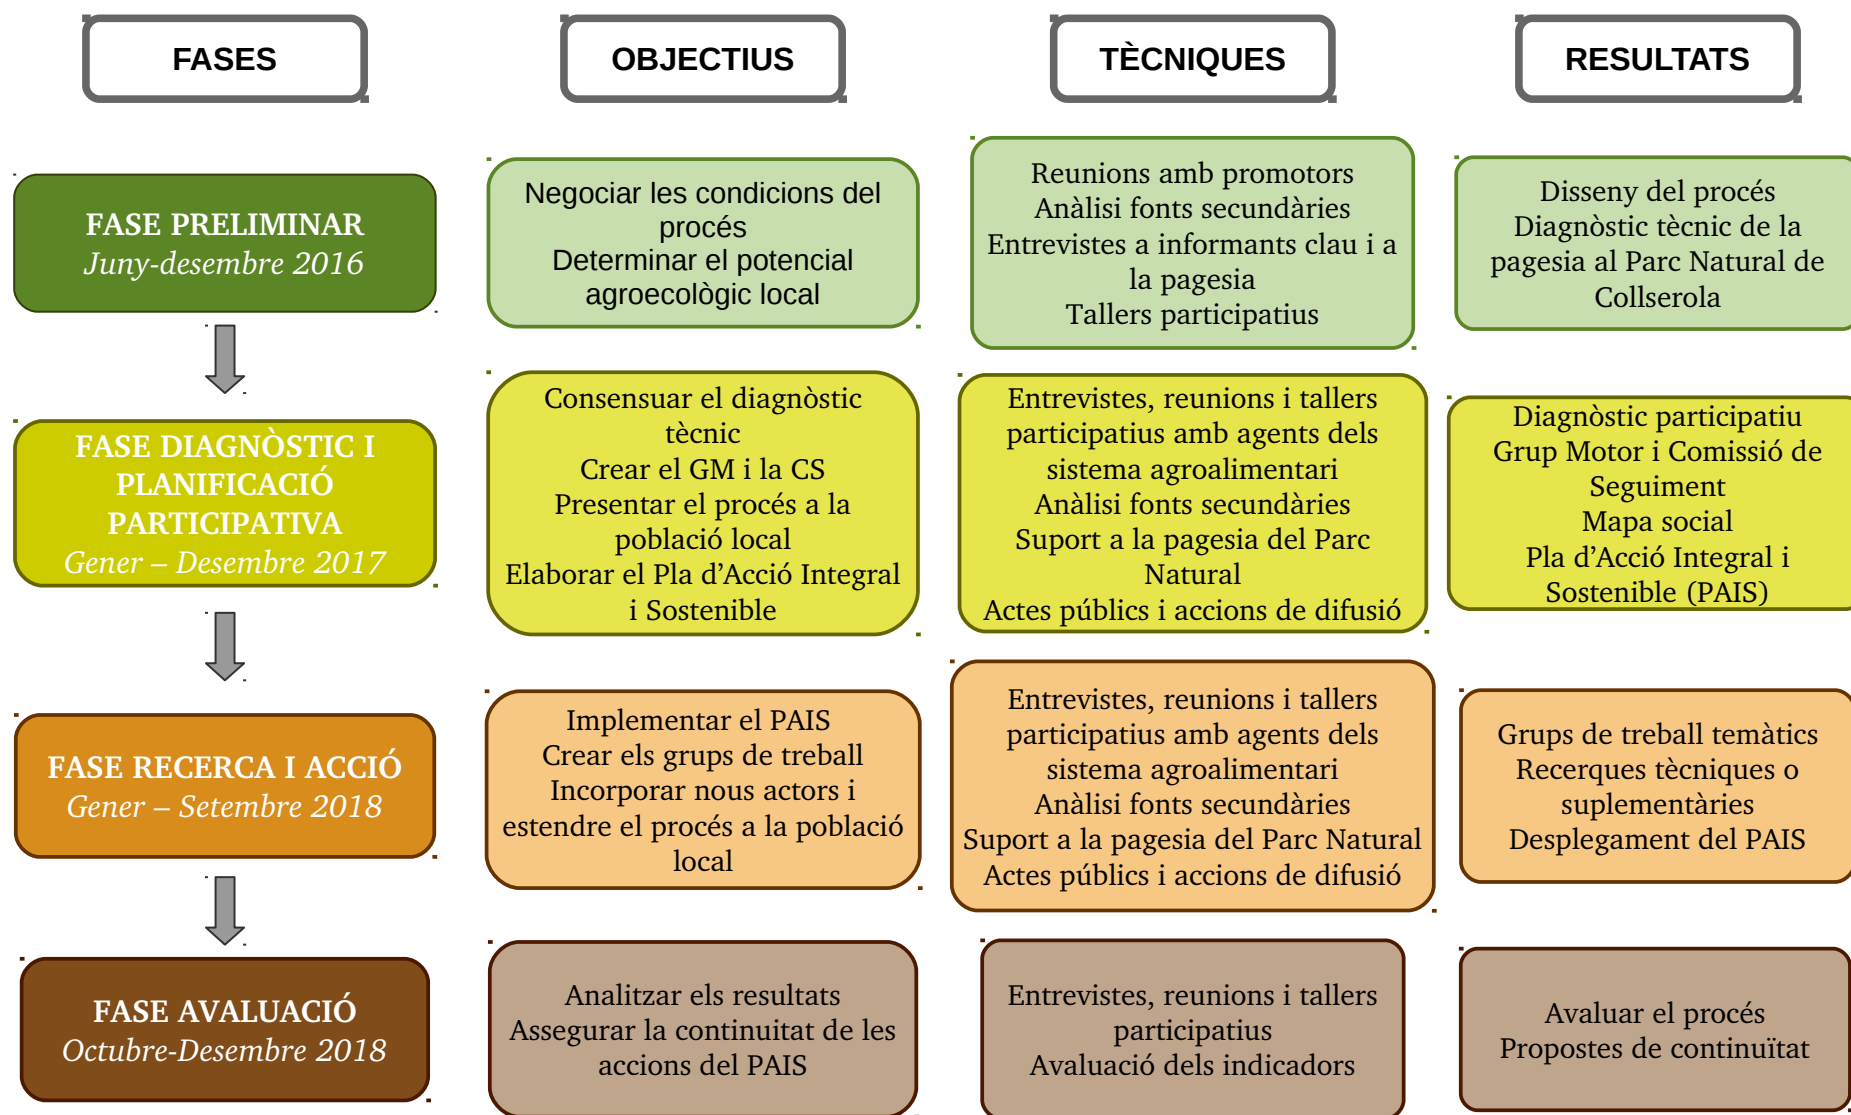 FASES
OBJECTIUS
TÈCNIQUES
RESULTATS
FASE PRELIMINAR
Juny-desembre 2016
Negociar les condicions del
procés
Determinar el potencial
agroecològic local
Reunions amb promotors
Anàlisi fonts secundàries
Entrevistes a informants clau i a
la pagesia
Tallers participatius
Disseny del procés
Diagnòstic tècnic de la
pagesia al Parc Natural de
Collserola
FASE DIAGNÒSTIC I
PLANIFICACIÓ
PARTICIPATIVA
Gener – Desembre 2017
Consensuar el diagnòstic
tècnic
Crear el GM i la CS
Presentar el procés a la
població local
Elaborar el Pla d’Acció Integral
i Sostenible
Entrevistes, reunions i tallers
participatius amb agents dels
sistema agroalimentari
Anàlisi fonts secundàries
Suport a la pagesia del Parc
Natural
Actes públics i accions de difusió
Diagnòstic participatiu
Grup Motor i Comissió de
Seguiment
Mapa social
Pla d’Acció Integral i
Sostenible (PAIS)
FASE RECERCA I ACCIÓ
Gener – Setembre 2018
Implementar el PAIS
Crear els grups de treball
Incorporar nous actors i
estendre el procés a la població
local
Entrevistes, reunions i tallers
participatius amb agents dels
sistema agroalimentari
Anàlisi fonts secundàries
Suport a la pagesia del Parc Natural
Actes públics i accions de difusió
Grups de treball temàtics
Recerques tècniques o
suplementàries
Desplegament del PAIS
FASE AVALUACIÓ
Octubre-Desembre 2018
Analitzar els resultats
Assegurar la continuitat de les
accions del PAIS
Entrevistes, reunions i tallers
participatius
Avaluació dels indicadors
Avaluar el procés
Propostes de continuïtat